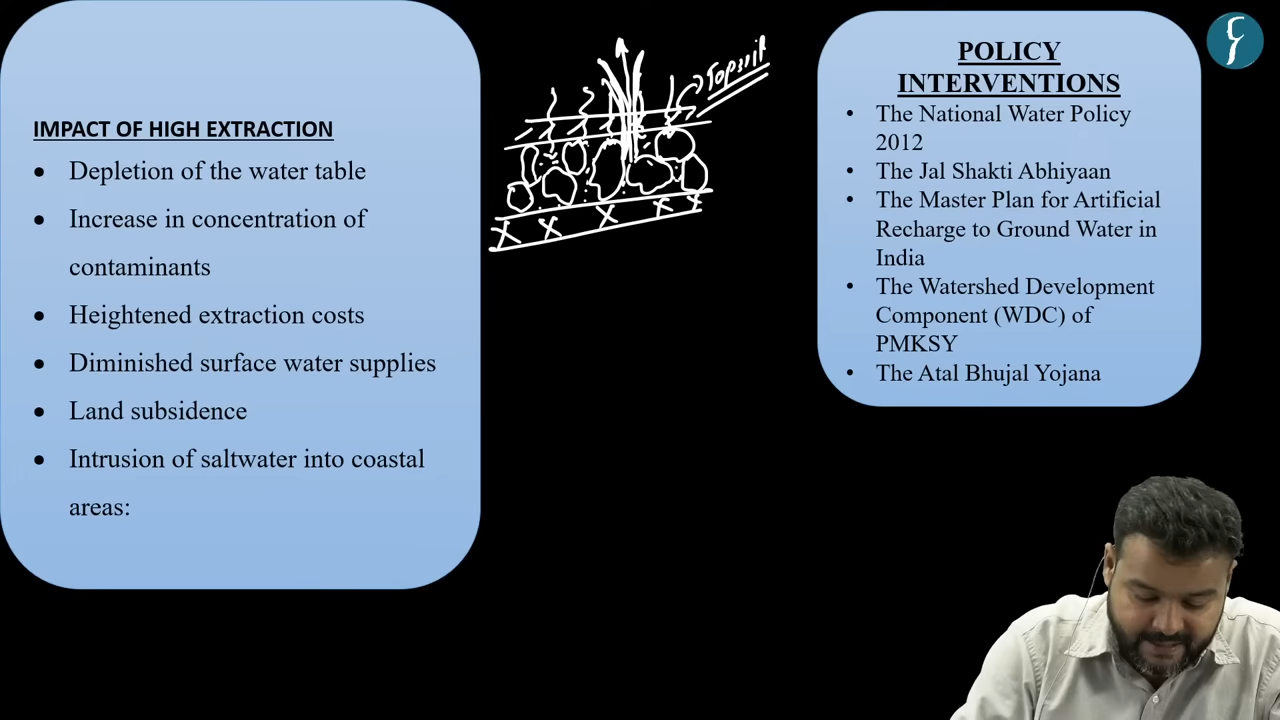 IMPACT OF HIGH EXTRACTION
• Depletion of the water table
• Increase in concentration of
contaminants
• Heightened extraction costs
• Diminished surface water supplies
• Land subsidence
• Intrusion of saltwater into coastal
areas:
Topsoil
POLICY
INTERVENTIONS
• The National Water Policy
2012
• The Jal Shakti Abhiyaan
• The Master Plan for Artificial
Recharge to Ground Water in
India
• The Watershed Development
Component (WDC) of
PMKSY
• The Atal Bhujal Yojana